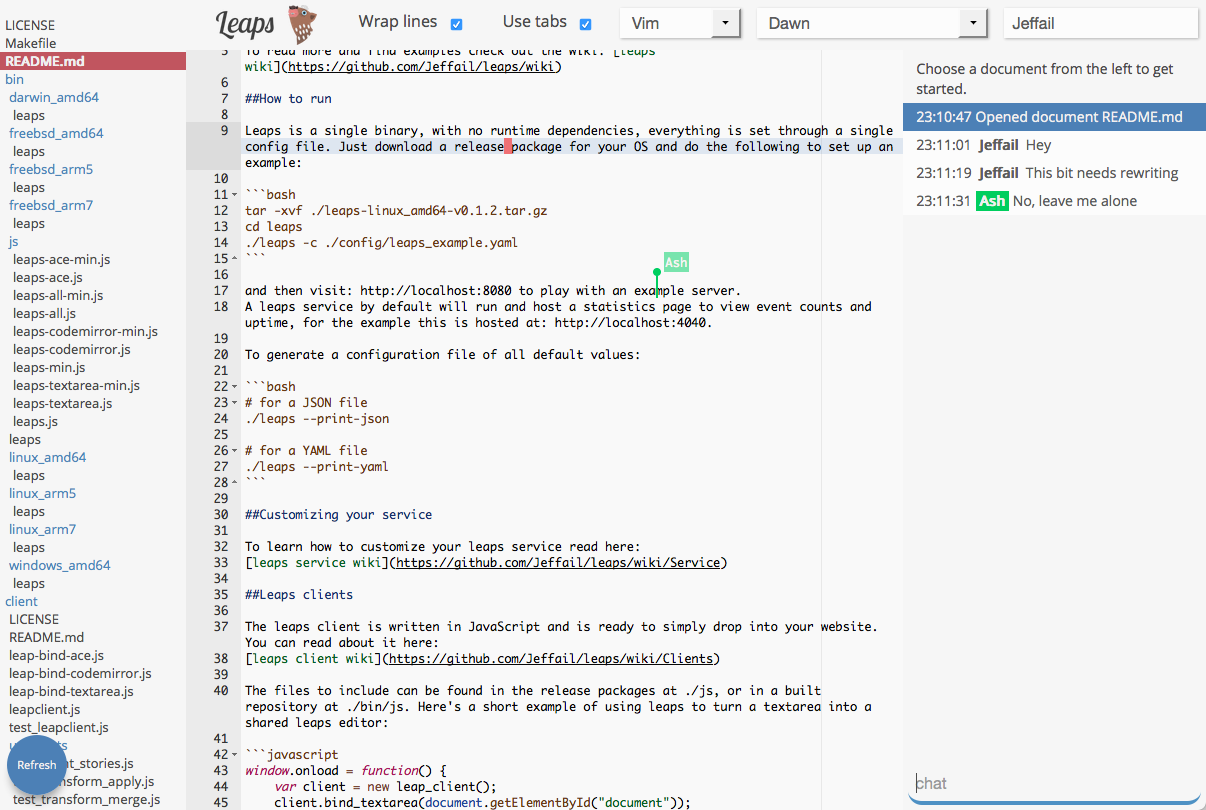 Leaps
Wrap lines
Use tabs
Vim
Dawn
Jeffail
LICENSE
Makefile
README.md
bin
darwin_amd64
leaps
freebsd_amd64
leaps
freebsd_arm5
leaps
freebsd_arm7
leaps
js
leaps-ace-min.js
leaps-ace.js
leaps-all-min.js
leaps-all.js
leaps-codemirror-min.js
leaps-codemirror.js
leaps-min.js
leaps-textarea-min.js
leaps-textarea.js
leaps.js
leaps
linux_amd64
leaps
linux_arm5
leaps
linux_arm7
leaps
windows_amd64
leaps
client
LICENSE
README.md
leap-bind-ace.js
leap-bind-codemirror.js
leap-bind-textarea.js
leapclient.js
test_leapclient.js
Refresh
test_transform_merge.js
5 To read more and find examples check out the wiki: [leaps
wiki](https://github.com/Jeffail/leaps/wiki)
6
7 ##How to run
8
9 Leaps is a single binary, with no runtime dependencies, everything is set through a single
config file. Just download a release package for your OS and do the following to set up an
example:
10
11 ```bash
12 tar -xvf ./leaps-linux_amd64-v0.1.2.tar.gz
13 cd leaps
14 ./leaps -c ./config/leaps_example.yaml
15 ```
Ash
16
17 and then visit: http://localhost:8080 to play with an example server.
18 A leaps service by default will run and host a statistics page to view event counts and
uptime, for the example this is hosted at: http://localhost:4040.
19
20 To generate a configuration file of all default values:
21
22 ```bash
23 # for a JSON file
24 ./leaps --print-json
25
26 # for a YAML file
27 ./leaps --print-yaml
28 ```
29
30 ##Customizing your service
31
32 To learn how to customize your leaps service read here:
33 [leaps service wiki](https://github.com/Jeffail/leaps/wiki/Service)
34
35 ##Leaps clients
36
37 The leaps client is written in JavaScript and is ready to simply drop into your website.
You can read about it here:
38 [leaps client wiki](https://github.com/Jeffail/leaps/wiki/Clients)
39
40 The files to include can be found in the release packages at ./js, or in a built
repository at ./bin/js. Here's a short example of using leaps to turn a textarea into a
shared leaps editor:
41
42 ```javascript
43 window.onload = function() {
44 var client = new leap_client();
45 client.bind_textarea(document.getElementById("document"));
Choose a document from the left to get
started.
23:10:47 Opened document README.md
23:11:01 Jeffail Hey
23:11:19 Jeffail This bit needs rewriting
23:11:31 Ash No, leave me alone
chat